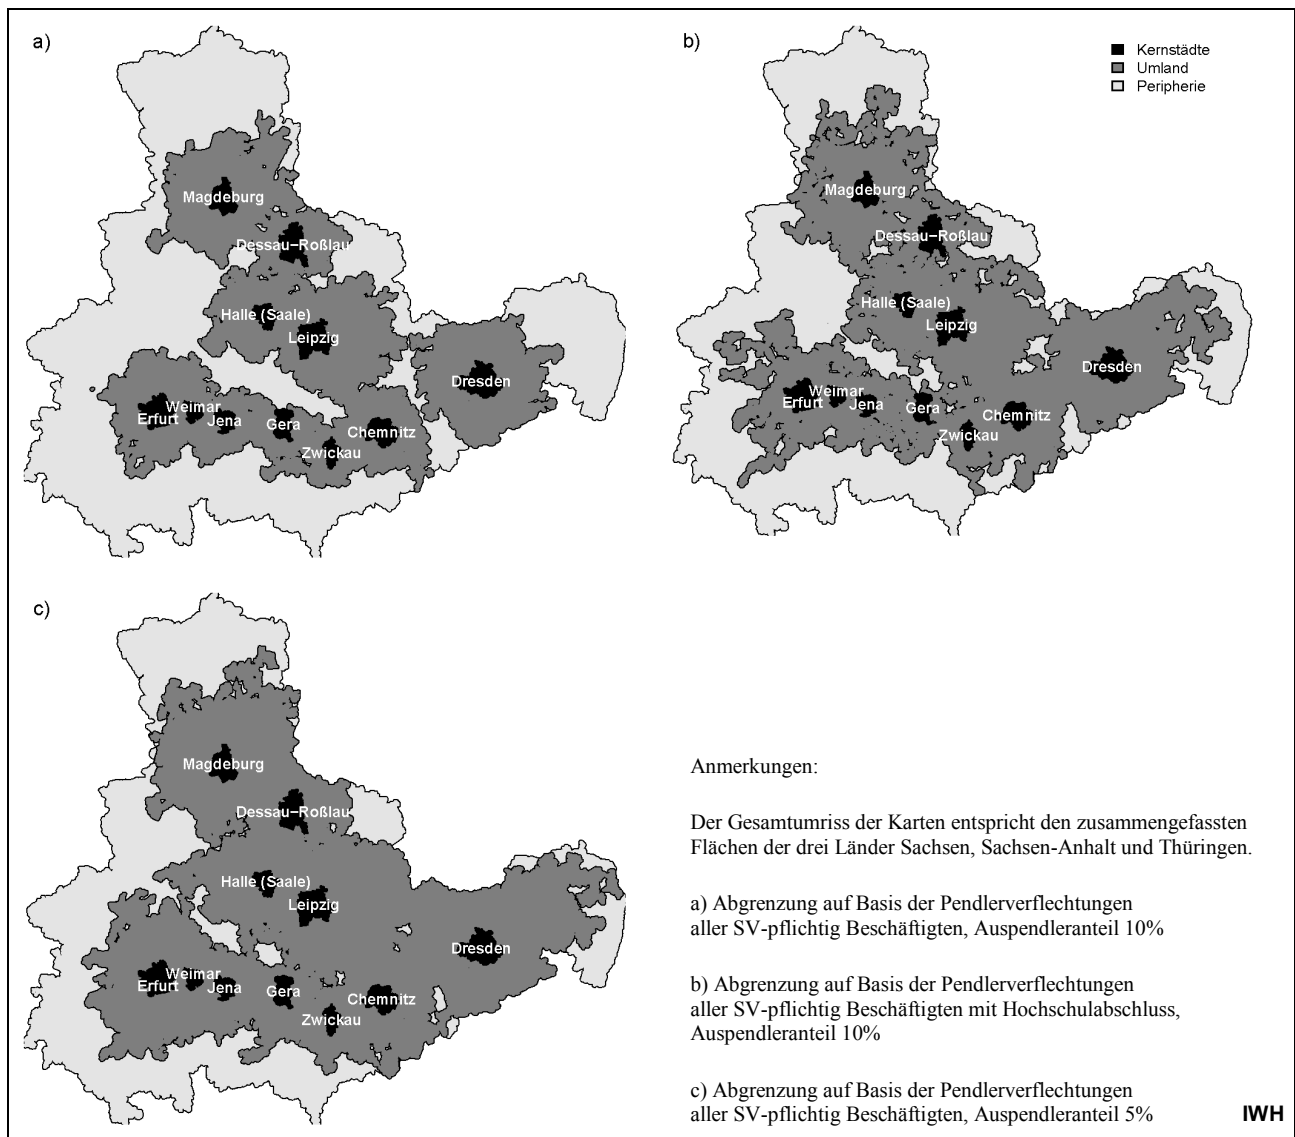 a)
Magdeburg
Dessau–Roßlau
Halle (Saale)
Leipzig
Dresden
Weimar
Erfurt
Jena
Gera
Chemnitz
Zwickau
b)
Kernstädte
Umland
Peripherie
Magdeburg
Dessau–Roßlau
Halle (Saale)
Leipzig
Dresden
Weimar
Erfurt
Jena
Gera
Chemnitz
Zwickau
c)
Magdeburg
Dessau–Roßlau
Halle (Saale)
Leipzig
Dresden
Weimar
Erfurt
Jena
Gera
Chemnitz
Zwickau
Anmerkungen:
Der Gesamtumriss der Karten entspricht den zusammengefassten
Flächen der drei Länder Sachsen, Sachsen-Anhalt und Thüringen.
a) Abgrenzung auf Basis der Pendlerverflechtungen
aller SV-pflichtig Beschäftigten, Auspendleranteil 10%
b) Abgrenzung auf Basis der Pendlerverflechtungen
aller SV-pflichtig Beschäftigten mit Hochschulabschluss,
Auspendleranteil 10%
c) Abgrenzung auf Basis der Pendlerverflechtungen
aller SV-pflichtig Beschäftigten, Auspendleranteil 5%
IWH